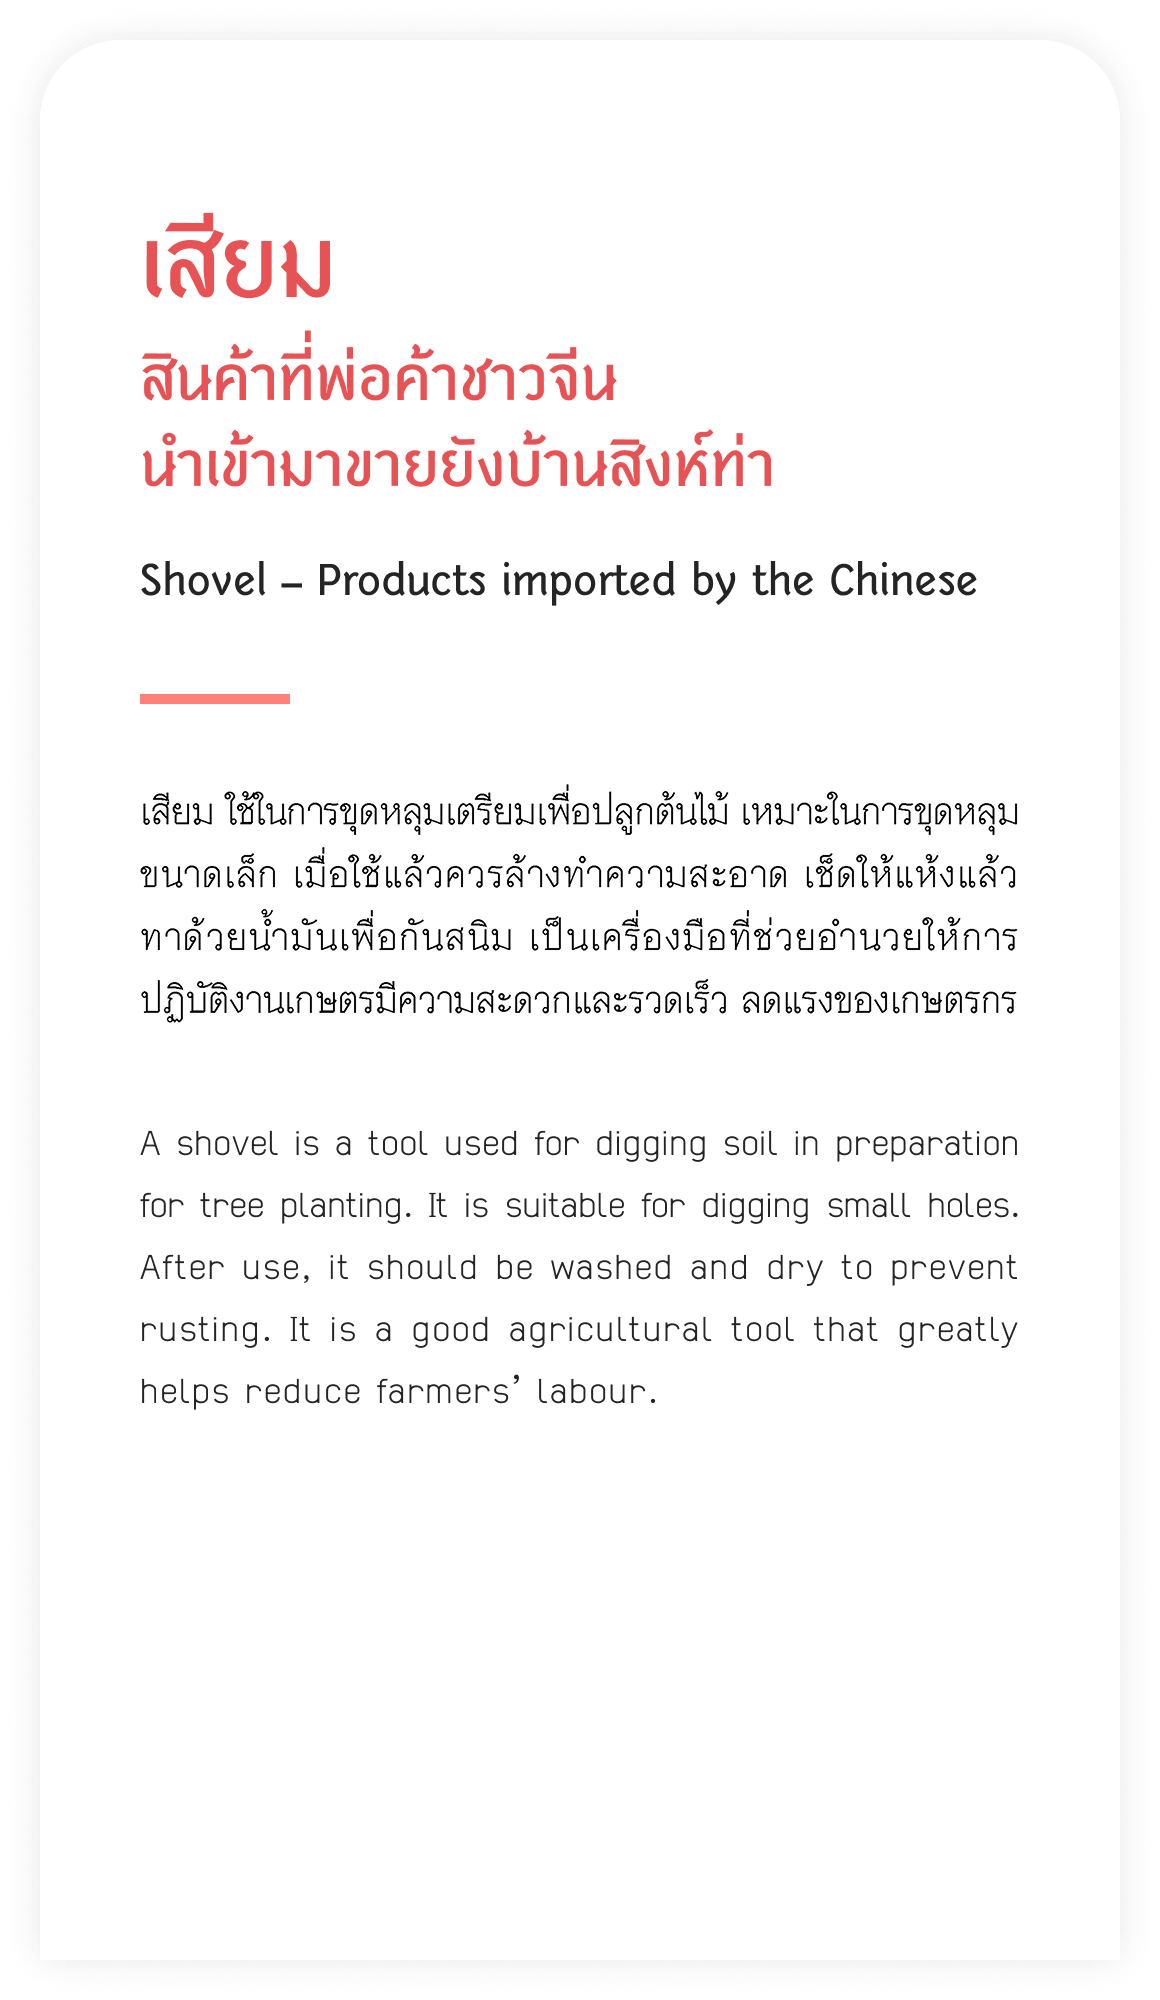 เสียม
สินค้าที่พ่อค้าชาวจีน
นำเข้ามาขายยังบ้านสิงห์ท่า
Shovel – Products imported by the Chinese
เสียม ใช้ในการขุดหลุมเตรียมเพื่อปลูกต้นไม้ เหมาะในการขุดหลุม
ขนาดเล็ก เมื่อใช้แล้วควรล้างทำความสะอาด เช็ดให้แห้งแล้ว
ทาด้วยน้ำมันเพื่อกันสนิม เป็นเครื่องมือที่ช่วยอำนวยให้การ
ปฏิบัติงานเกษตรมีความสะดวกและรวดเร็ว ลดแรงของเกษตรกร
A shovel is a tool used for digging soil in preparation
for tree planting. It is suitable for digging small holes.
After use, it should be washed and dry to prevent
rusting. It is a good agricultural tool that greatly
helps reduce farmers’ labour.